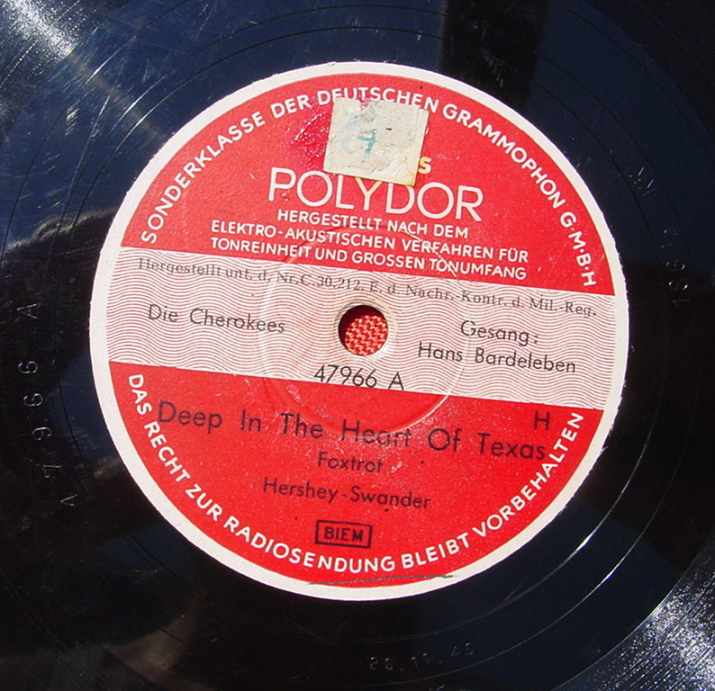 SONDERKLASSE DER DEUTSCHEN GRAMMOPHON G·M·B·H
POLYDOR
HERGESTELLT NACH DEM
ELEKTRO-AKUSTISCHEN VERFAHREN FÜR
TONREINHEIT UND GROSSEN TONUMFANG
Hergestellt unt. d. Nr.C.30.212. E. d. Nachr.-Kontr. d. Mil.-Reg.
Die Cherokees
Gesang:
Hans Bardeleben
47966 A
H
Deep In The Heart Of Texas
Foxtrot
Hershey-Swander
BIEM
DAS RECHT ZUR RADIOSENDUNG BLEIBT VORBEHALTEN
47966 A